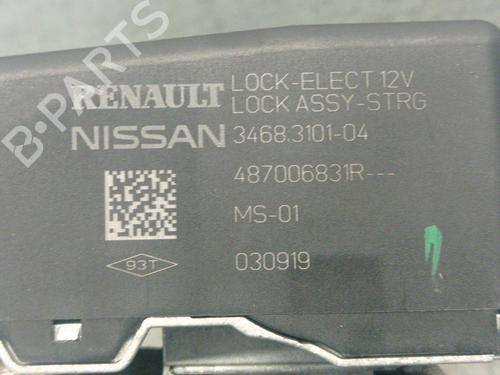 B-PARTS
RENAULT LOCK-ELECT 12V
LOCK ASSY-STRG
NISSAN 3468.3101-04
487006831R---
MS-01
93T 030919